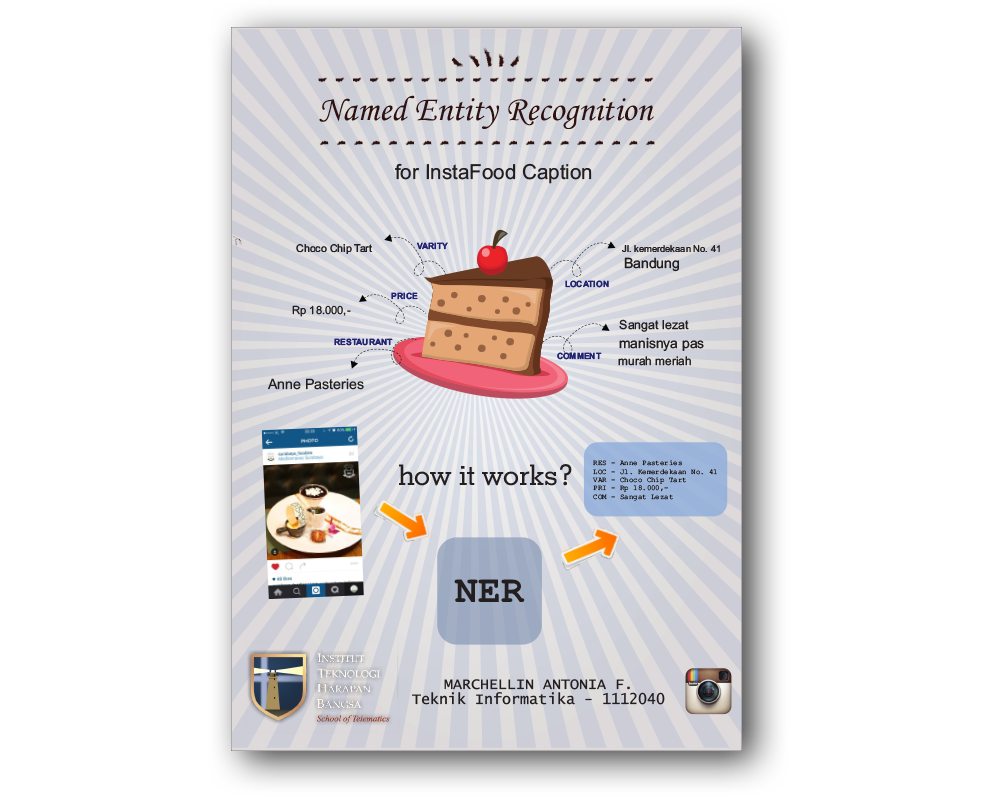 Named Entity Recognition
for InstaFood Caption
Choco Chip Tart
VARITY
Jl. kemerdekaan No. 41
Bandung
LOCATION
PRICE
Rp 18.000,-
RESTAURANT
Anne Pasteries
Sangat lezat
manisnya pas
murah meriah
COMMENT
PHOTO
how it works?
RES - Anne Pasteries
LOC - Jl. Kemerdekaan No. 41
VAR - Choco Chip Tart
PRI - Rp 18.000,-
COM - Sangat Lezat
NER
INSTITUT
TEKNOLOGI
HARAPAN
BANGSA
School of Telematics
MARCHELLIN ANTONIA F.
Teknik Informatika - 1112040